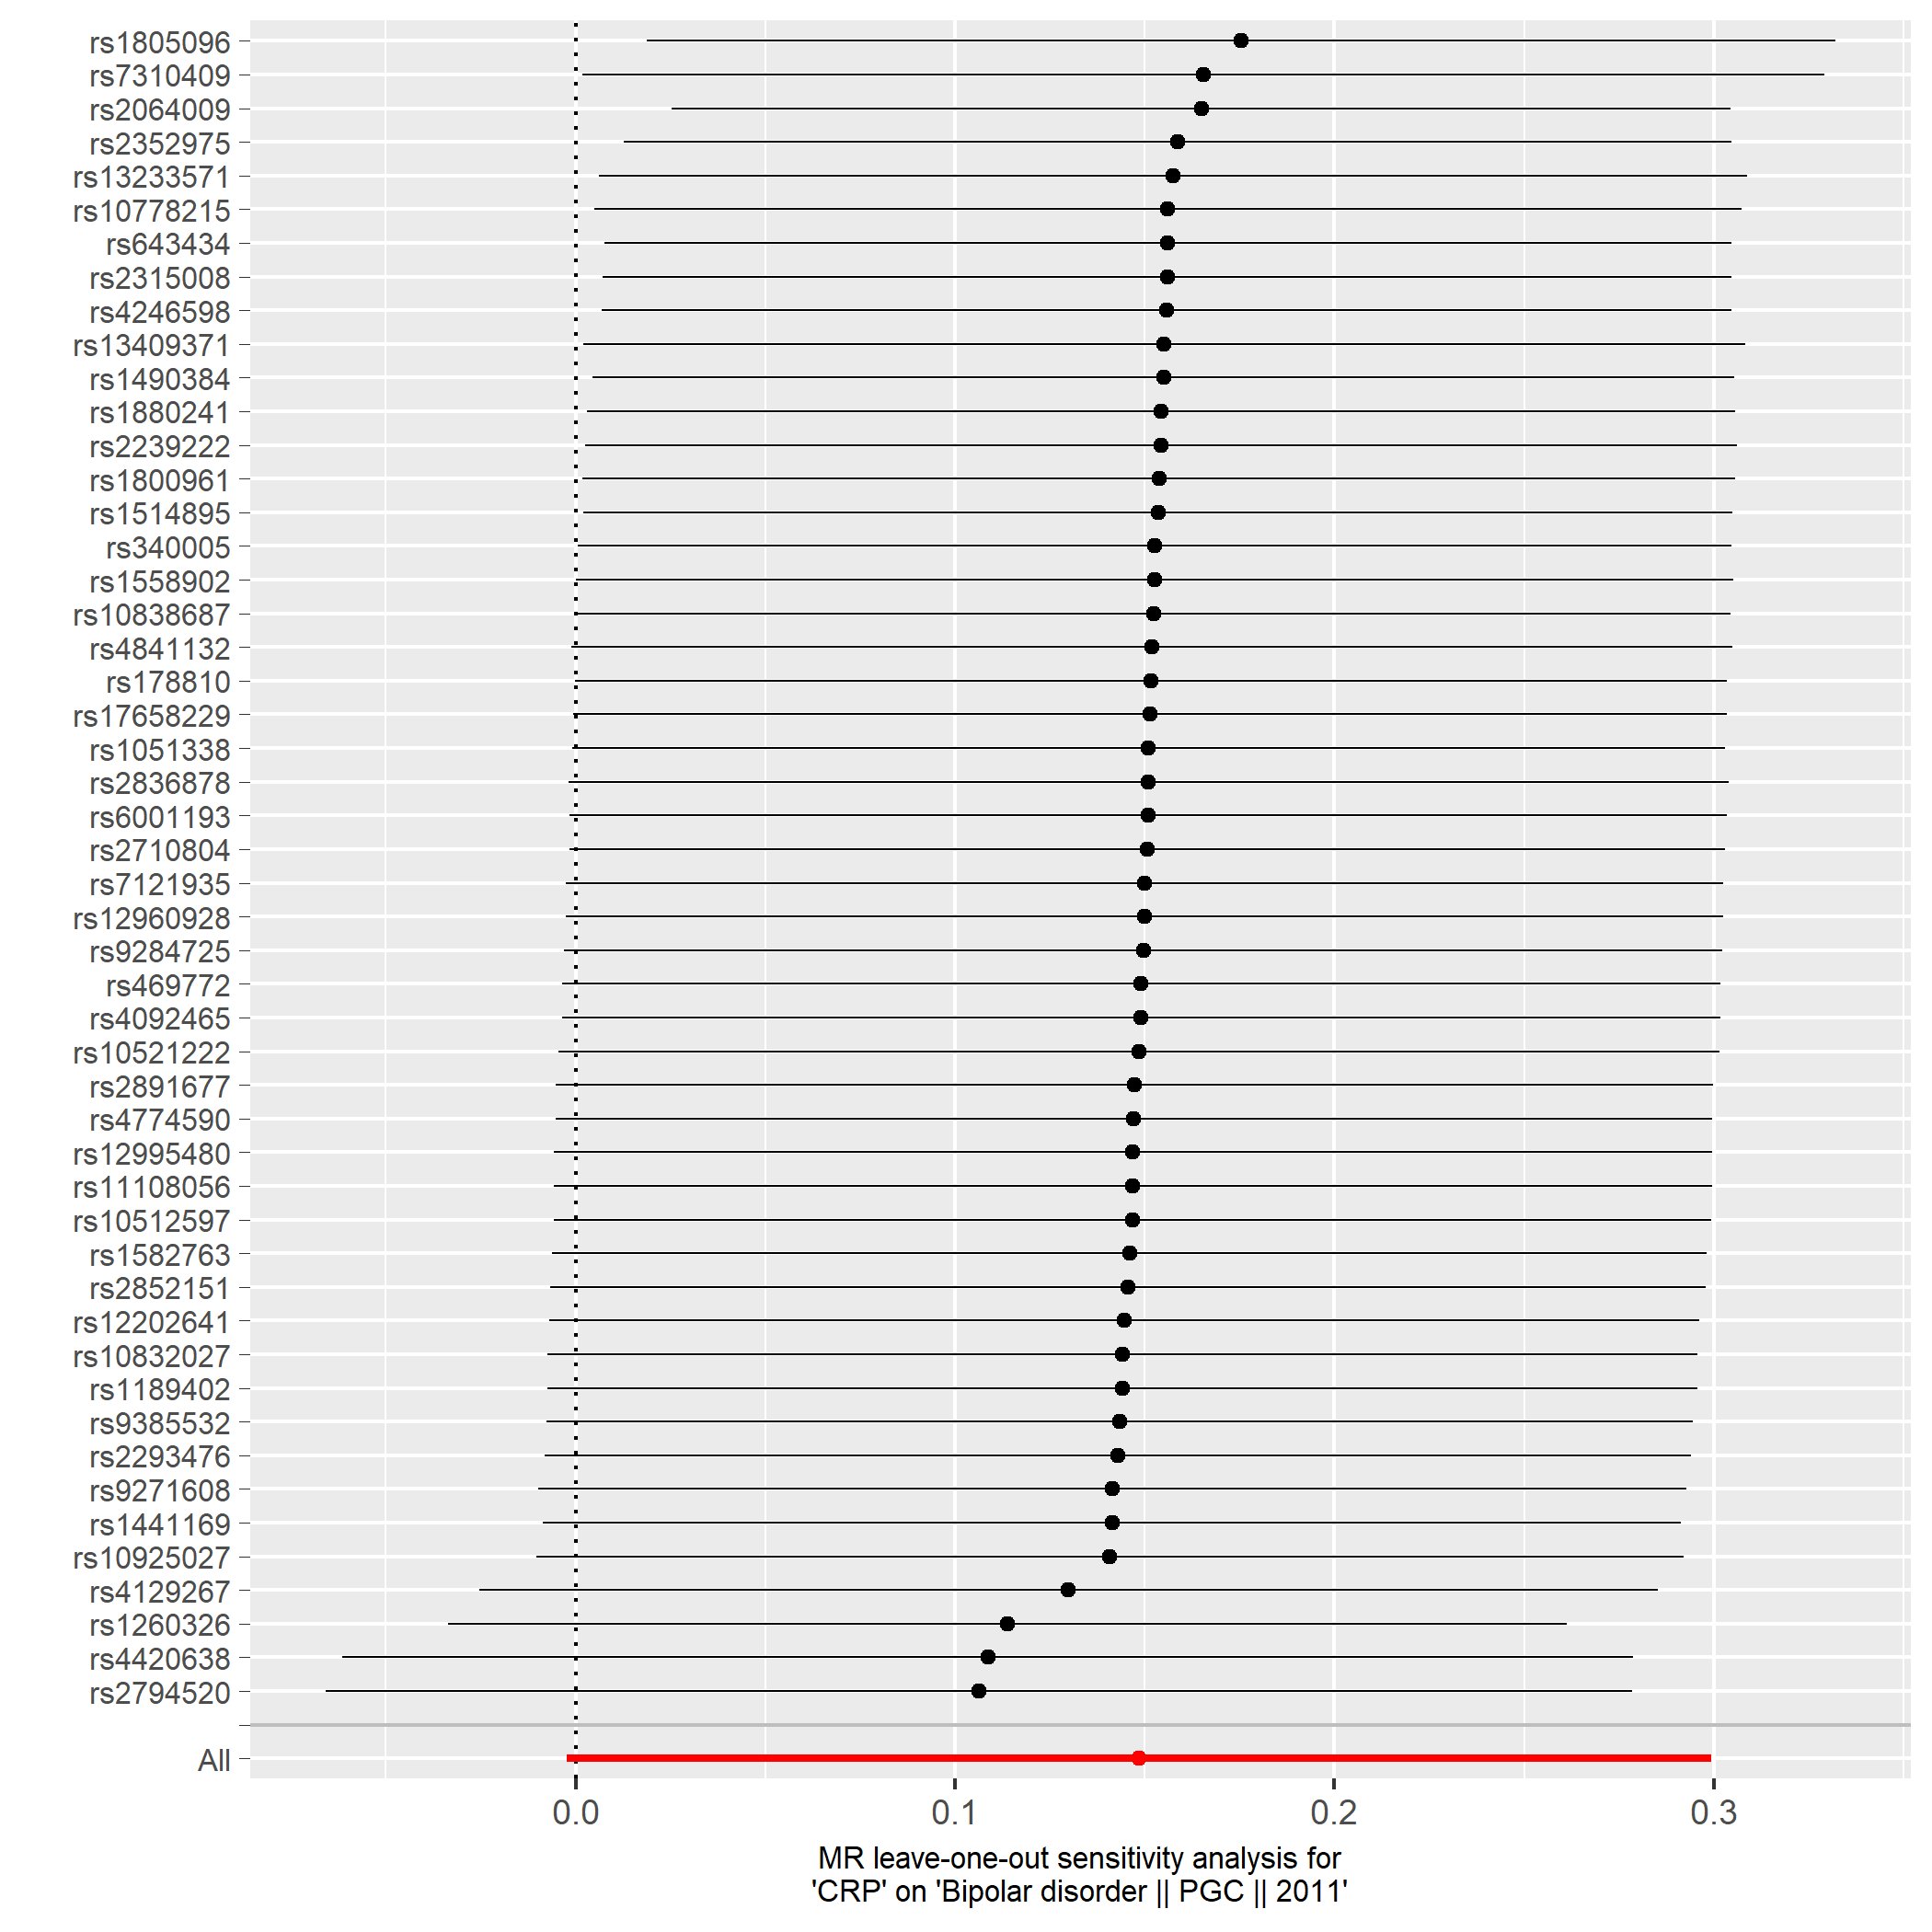 rs1805096
rs7310409
rs2064009
rs2352975
rs13233571
rs10778215
rs643434
rs2315008
rs4246598
rs13409371
rs1490384
rs1880241
rs2239222
rs1800961
rs1514895
rs340005
rs1558902
rs10838687
rs4841132
rs178810
rs17658229
rs1051338
rs2836878
rs6001193
rs2710804
rs7121935
rs12960928
rs9284725
rs469772
rs4092465
rs10521222
rs2891677
rs4774590
rs12995480
rs11108056
rs10512597
rs1582763
rs2852151
rs12202641
rs10832027
rs1189402
rs9385532
rs2293476
rs9271608
rs1441169
rs10925027
rs4129267
rs1260326
rs4420638
rs2794520
All
0.0 0.1 0.2 0.3
MR leave-one-out sensitivity analysis for
'CRP' on 'Bipolar disorder || PGC || 2011'